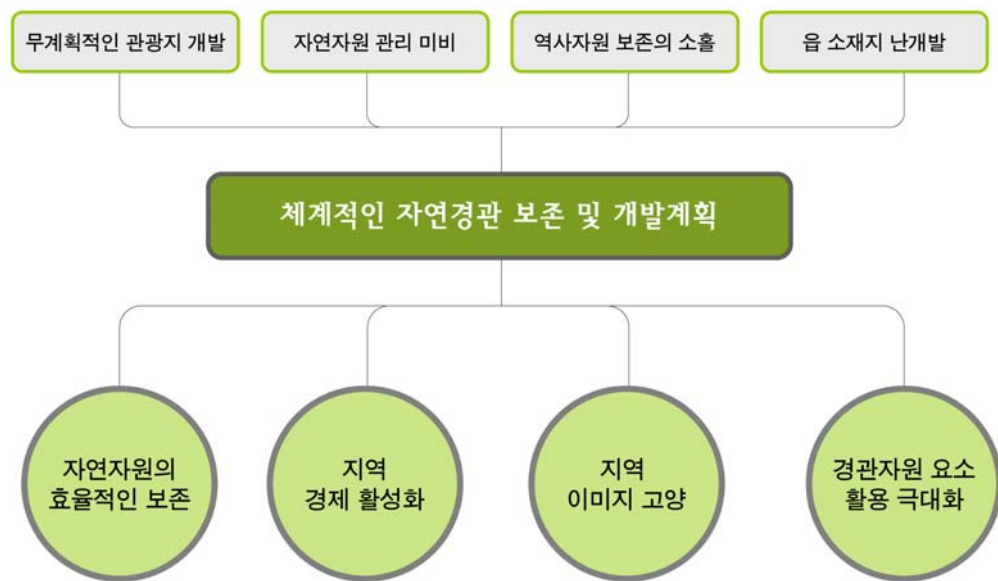 무계획적인 관광지 개발
자연자원 관리 미비
역사자원 보존의 소홀
읍 소재지 난개발
체계적인 자연경관 보존 및 개발계획
자연자원의
효율적인 보존
지역
경제 활성화
지역
이미지 고양
경관자원 요소
활용 극대화